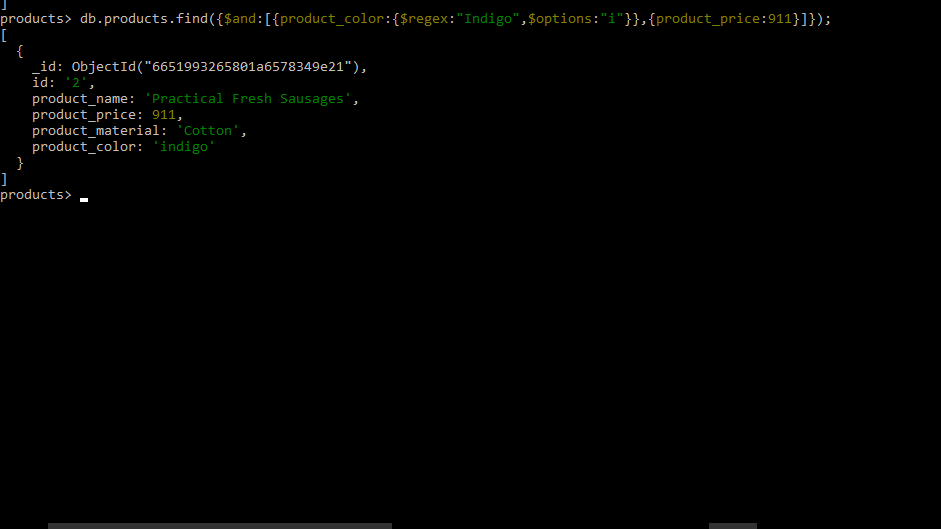 ]
products> db.products.find({$and:[{product_color:{$regex:"Indigo",$options:"i"}},{product_price:911}]});
[
  {
    _id: ObjectId("6651993265801a6578349e21"),
    id: '2',
    product_name: 'Practical Fresh Sausages',
    product_price: 911,
    product_material: 'Cotton',
    product_color: 'indigo'
  }
]
products>